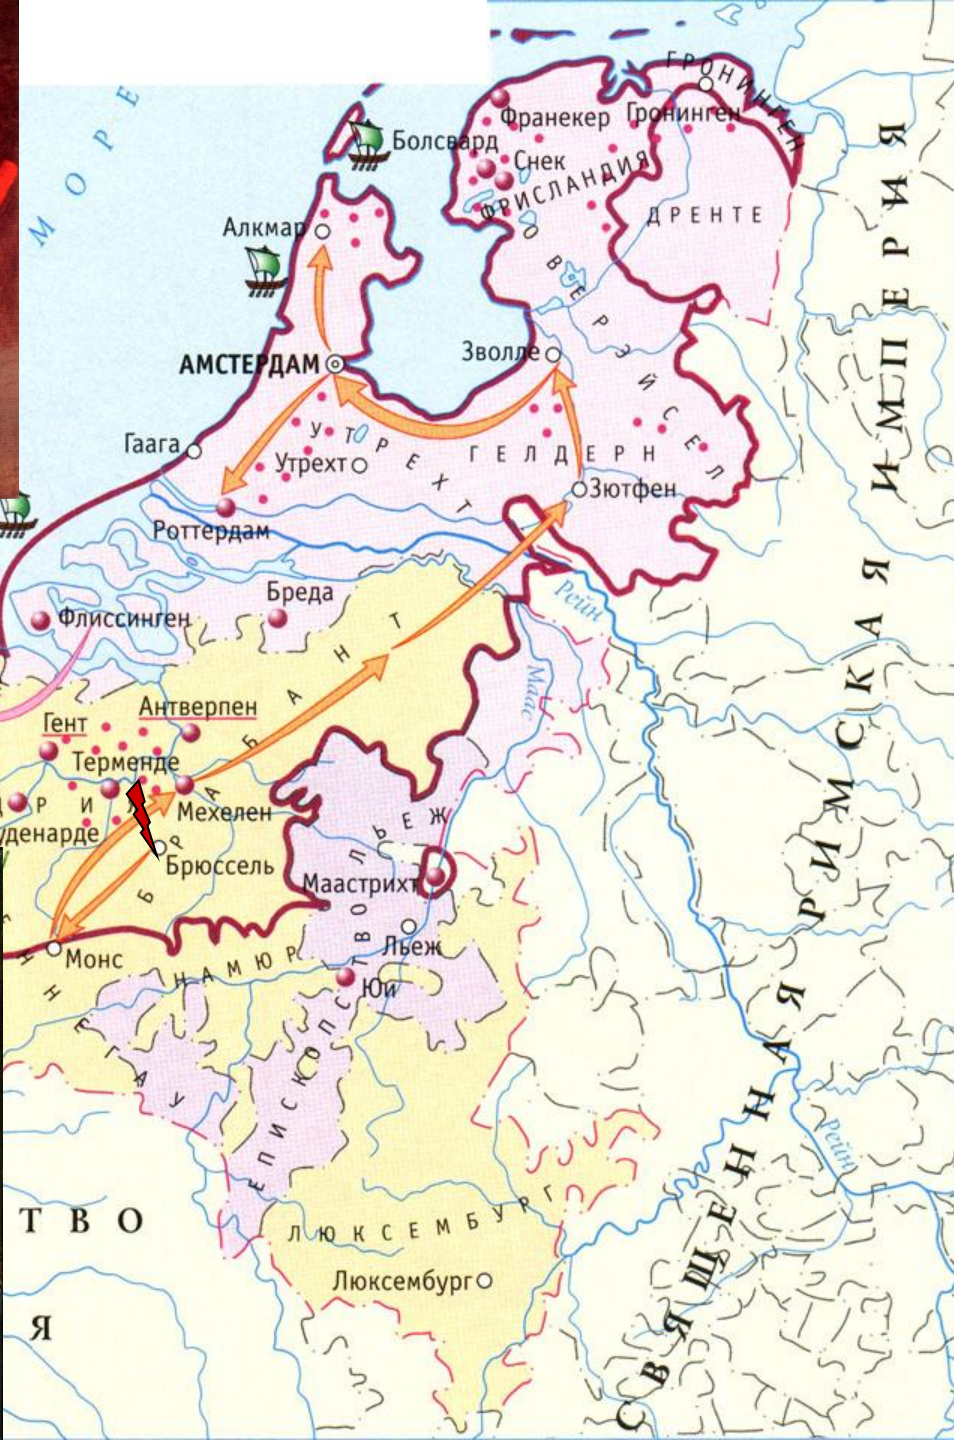 МОРЕ
ГРОНИНГЕН
Франекер
Гронинген
Болсвард
Снек
ФРИСЛАНДИЯ
ДРЕНТЕ
Алкмар
ОВЕРЭЙСЕЛ
АМСТЕРДАМ
Зволле
Гаага
УТРЕХТ
Утрехт
ГЕЛДЕРН
Зютфен
Роттердам
Рейн
Бреда
Флиссинген
Маас
БРАБАНТ
Гент
Антверпен
Терменде
Мехелен
уденарде
Брюссель
Маастрихт
Льеж
Монс
НАМЮР
Юи
ЕННЕГАУ
ЕПИСКОПСТВО ЛЬЕЖ
Рейн
ТВО
ЛЮКСЕМБУРГ
Люксембург
Я
СВЯЩЕННАЯ РИМСКАЯ ИМПЕРИЯ